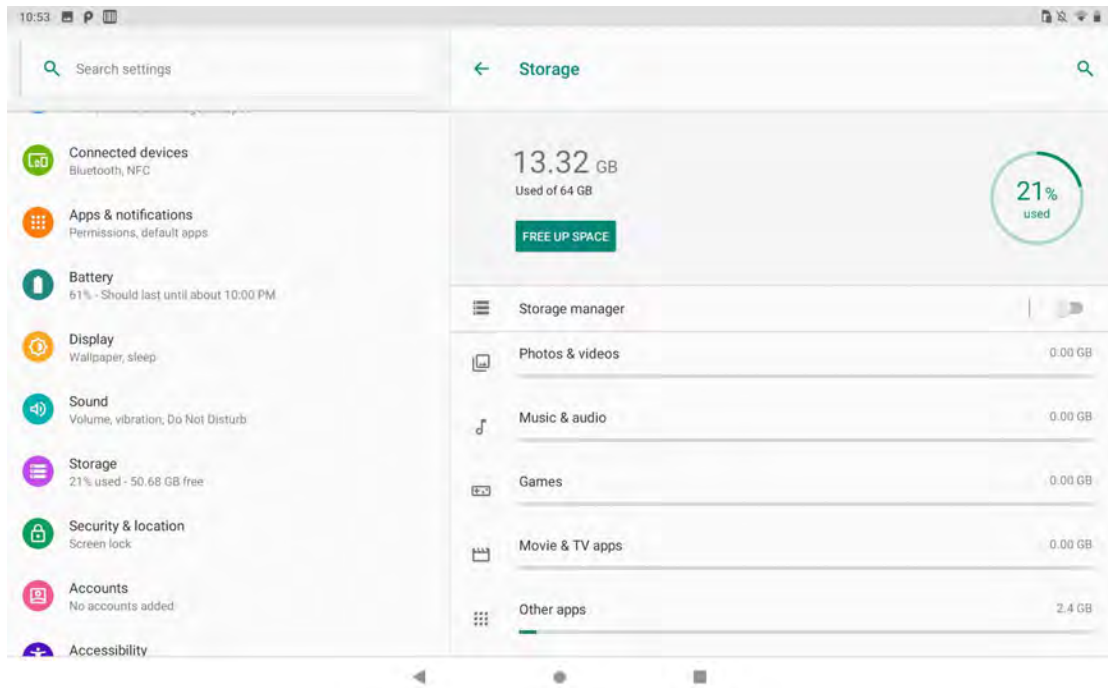 10:53
Search settings
Connected devices
Bluetooth, NFC
Apps & notifications
Permissions, default apps
Battery
61% - Should last until about 10:00 PM
Display
Wallpaper, sleep
Sound
Volume, vibration, Do Not Disturb
Storage
21% used - 50.68 GB free
Security & location
Screen lock
Accounts
No accounts added
Accessibility
Storage
13.32 GB
Used of 64 GB
21%
used
FREE UP SPACE
Storage manager
Photos & videos 0.00 GB
Music & audio 0.00 GB
Games 0.00 GB
Movie & TV apps 0.00 GB
Other apps 2.4 GB